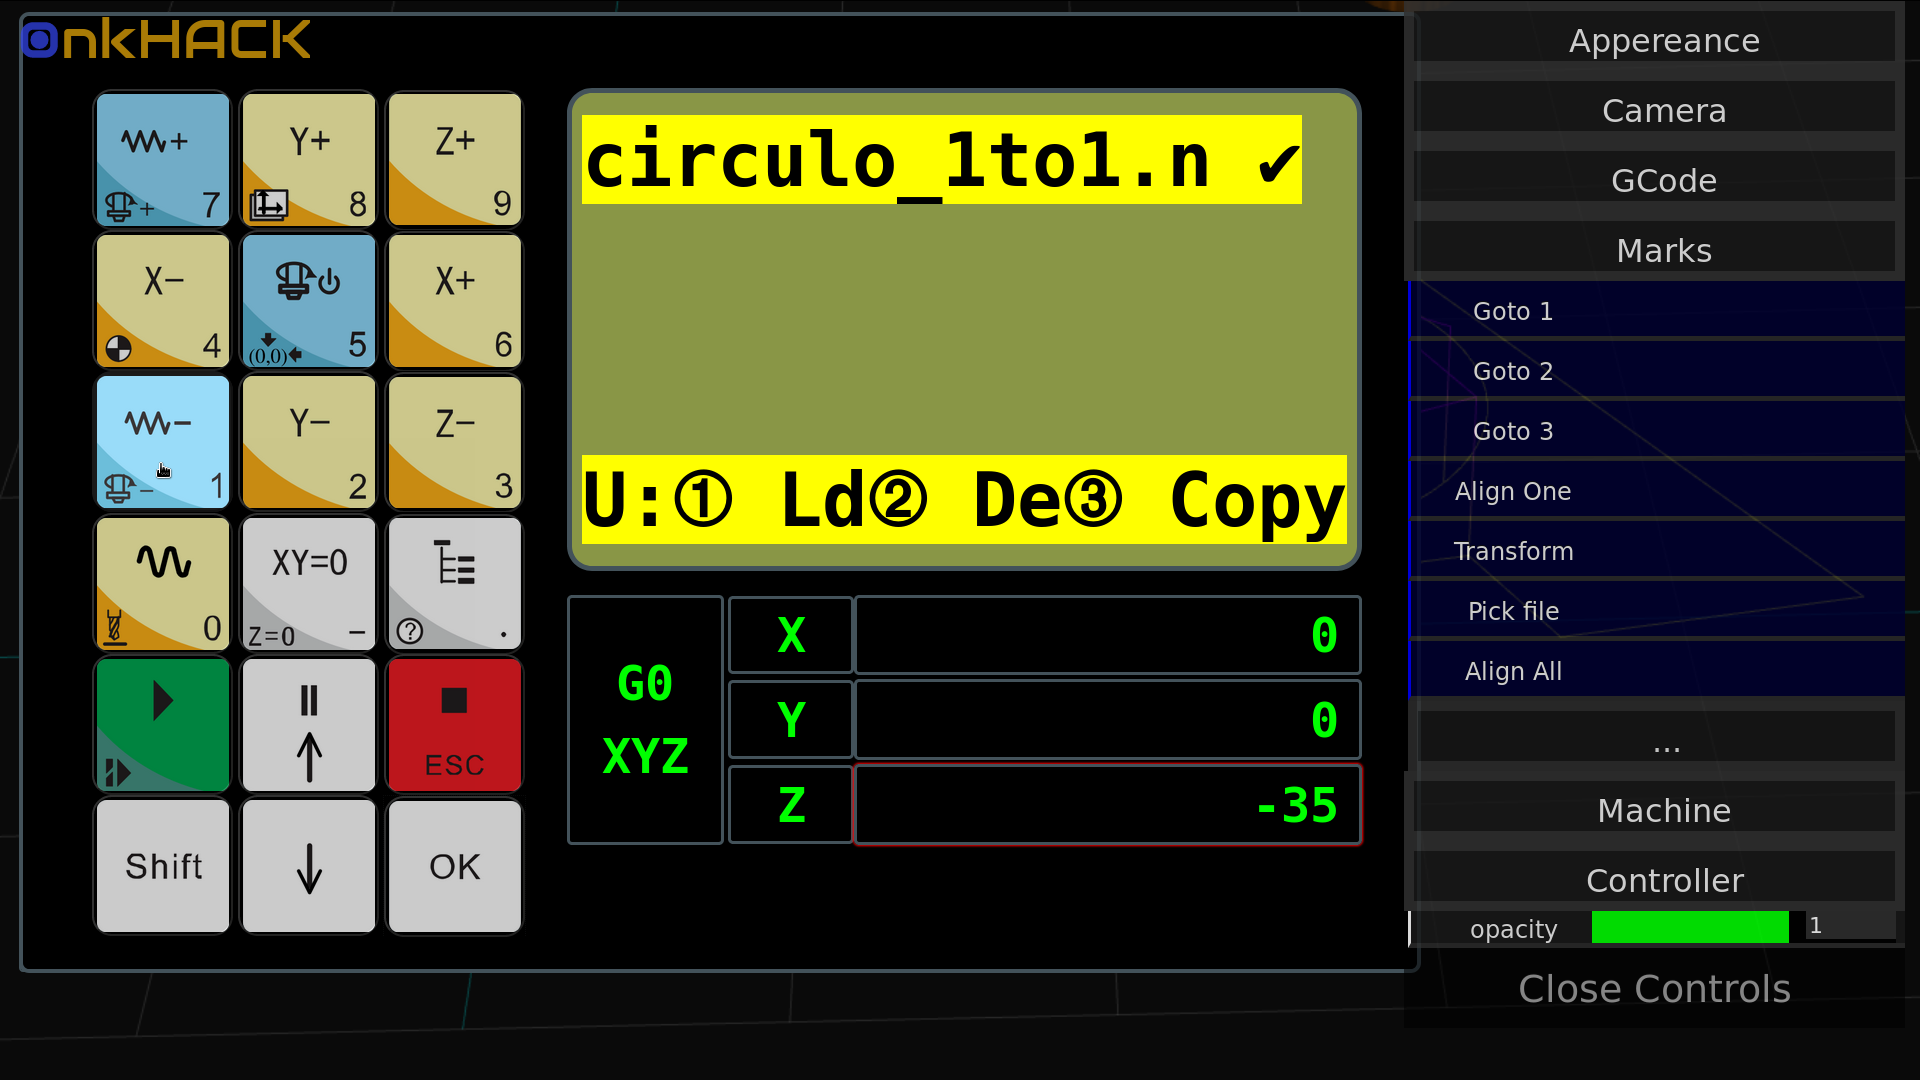 OnkHACK
+
+ 7
Y+
8
Z+
9
X−
4
(0,0) 5
X+
6
−
− 1
Y−
2
Z−
3
0
XY=0
Z=0 −
? .
ESC
Shift
OK
circulo_1to1.n ✔
U:① Ld② De③ Copy
G0
XYZ
X 0
Y 0
Z -35
Appereance
Camera
GCode
Marks
Goto 1
Goto 2
Goto 3
Align One
Transform
Pick file
Align All
...
Machine
Controller
opacity 1
Close Controls